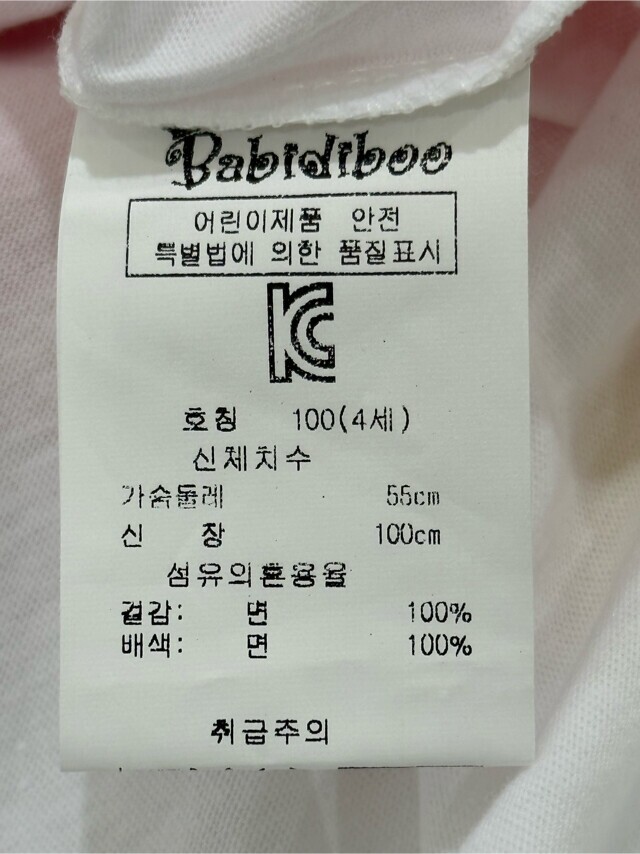 Babidiboo
어린이제품 안전
특별법에 의한 품질표시
KC
호칭 100(4세)
신체치수
가슴둘레 55cm
신 장 100cm
섬유의혼용율
겉감: 면 100%
배색: 면 100%
취급주의